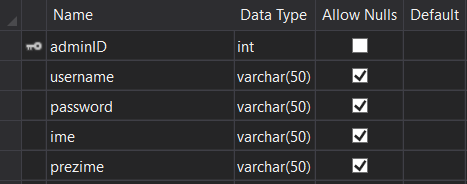 Name Data Type Allow Nulls Default
adminID int
username varchar(50)
password varchar(50)
ime varchar(50)
prezime varchar(50)